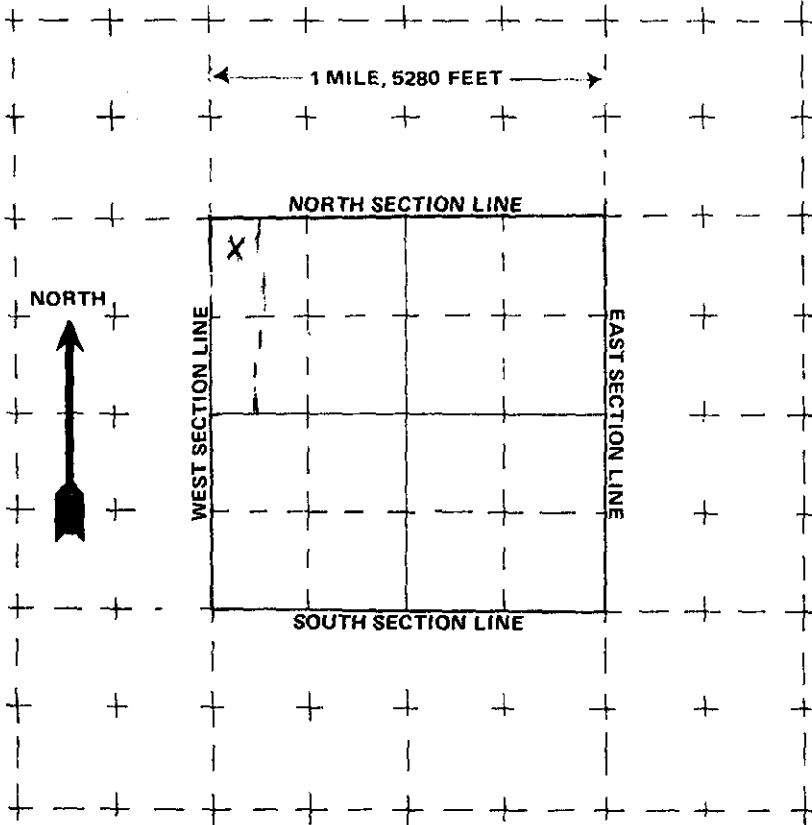 1 MILE, 5280 FEET
NORTH SECTION LINE
X
NORTH
WEST SECTION LINE
EAST SECTION LINE
SOUTH SECTION LINE